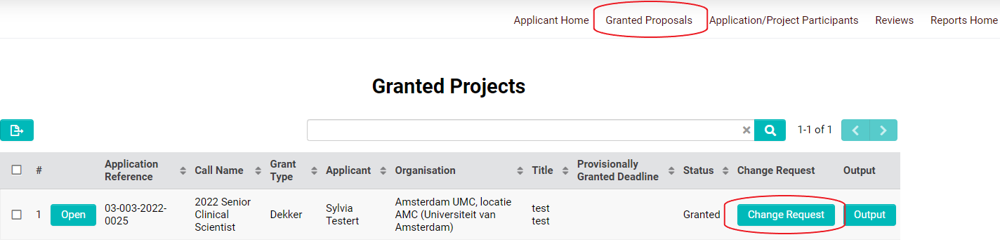 Applicant Home Granted Proposals Application/Project Participants Reviews Reports Home
Granted Projects
1-1 of 1
# Application Reference Call Name Grant Type Applicant Organisation Title Provisionally Granted Deadline Status Change Request Output
1 Open 03-003-2022-0025 2022 Senior Clinical Scientist Dekker Sylvia Testert Amsterdam UMC, locatie AMC (Universiteit van Amsterdam) test test Granted Change Request Output